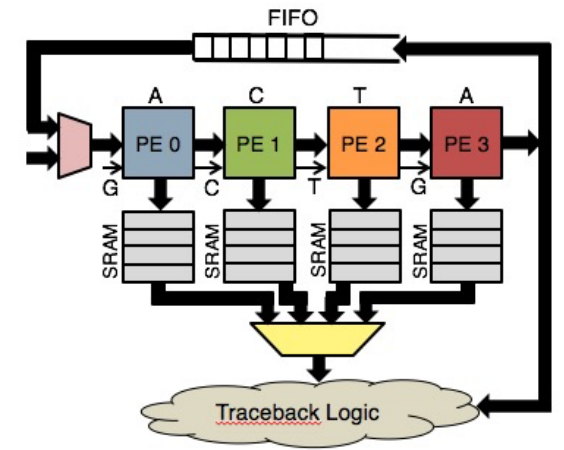 FIFO
A C T A
PE 0 PE 1 PE 2 PE 3
G C T G
SRAM SRAM SRAM SRAM
Traceback Logic